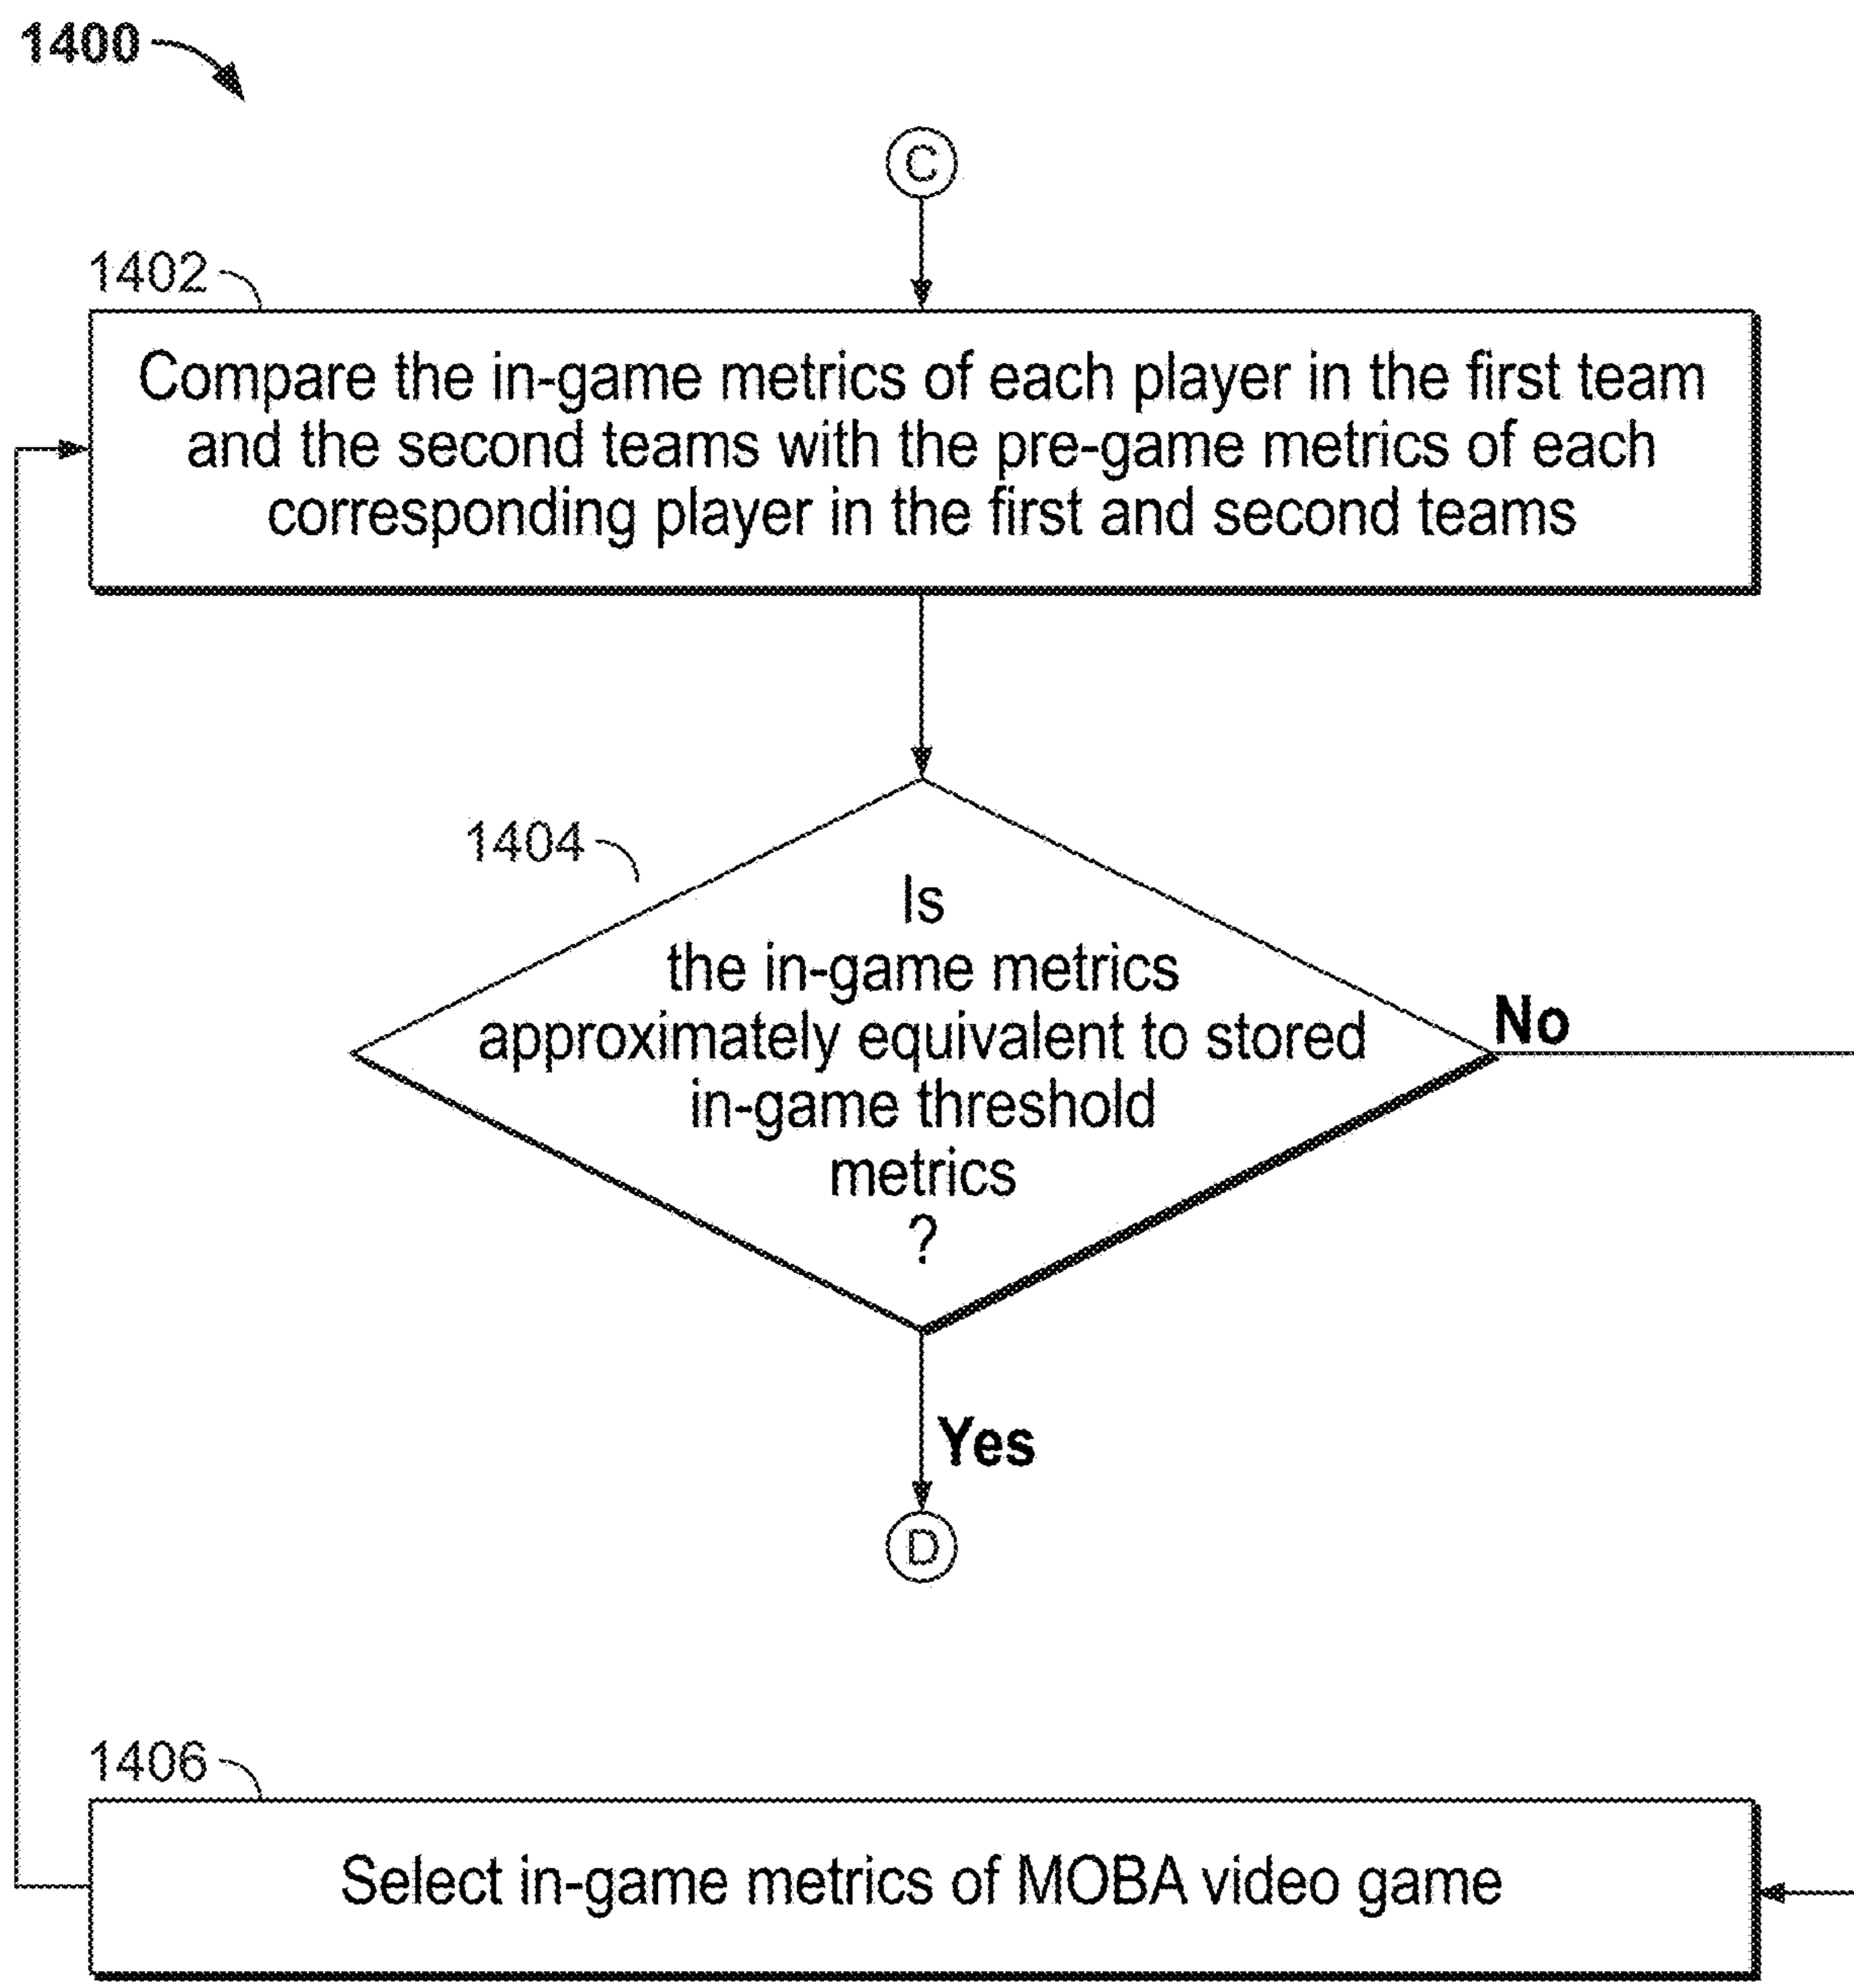 1400
C
1402
Compare the in-game metrics of each player in the first team
and the second teams with the pre-game metrics of each
corresponding player in the first and second teams
1404
Is
the in-game metrics
approximately equivalent to stored
in-game threshold
metrics
?
No
Yes
D
1406
Select in-game metrics of MOBA video game